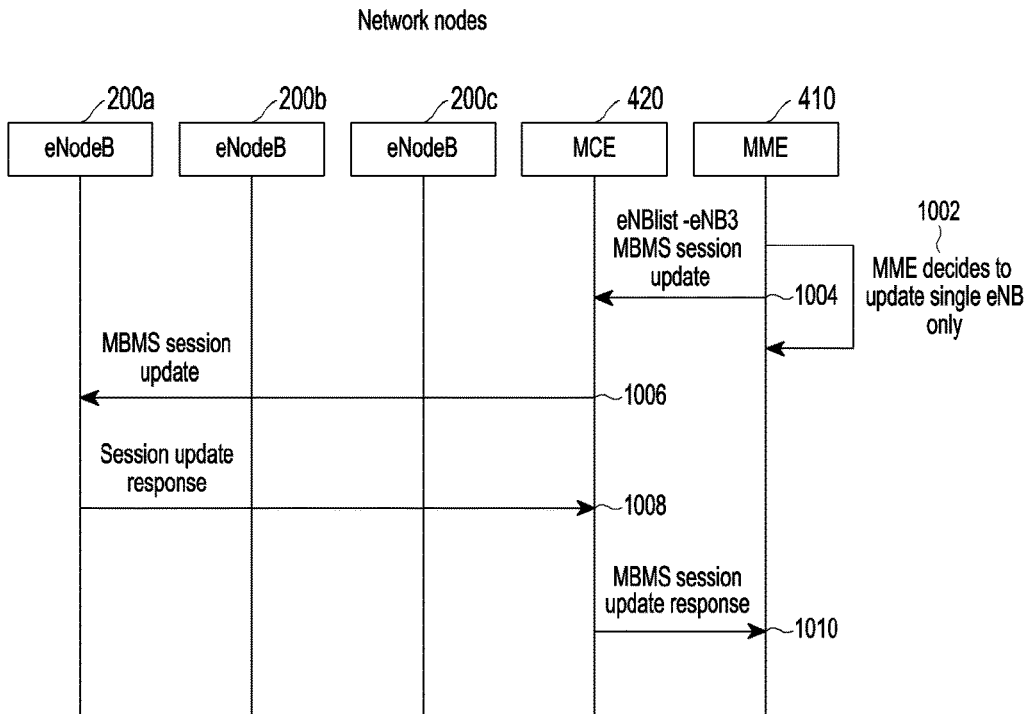 Network nodes
200a
200b
200c
420
410
eNodeB
eNodeB
eNodeB
MCE
MME
eNBlist -eNB3
MBMS session
update
1002
MME decides to
update single eNB
only
1004
MBMS session
update
1006
Session update
response
1008
MBMS session
update response
1010